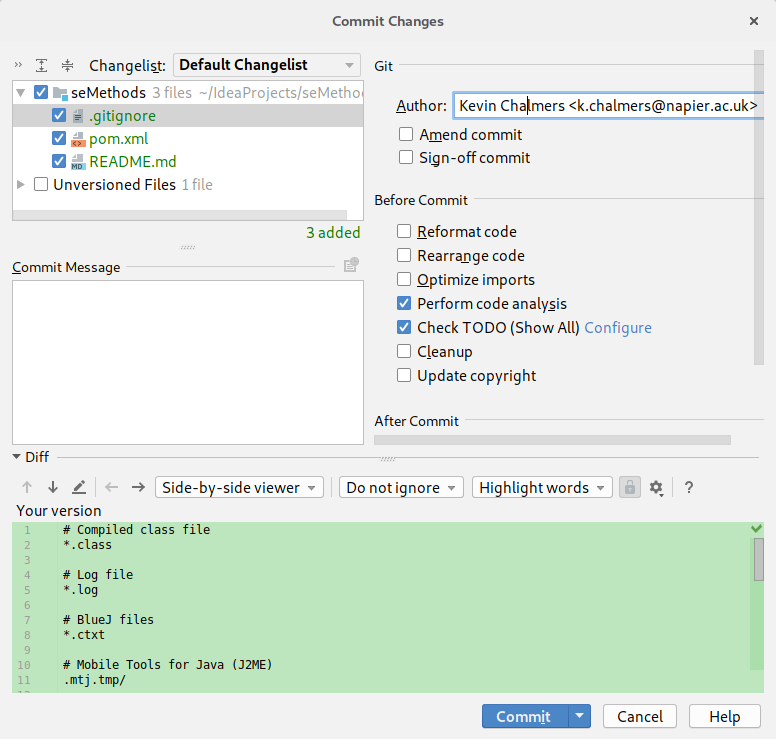 Commit Changes
Changelist: Default Changelist
seMethods 3 files ~/IdeaProjects/seMethod
.gitignore
pom.xml
README.md
Unversioned Files 1 file
3 added
Commit Message
Git
Author: Kevin Chalmers <k.chalmers@napier.ac.uk>
Amend commit
Sign-off commit
Before Commit
Reformat code
Rearrange code
Optimize imports
Perform code analysis
Check TODO (Show All) Configure
Cleanup
Update copyright
After Commit
Diff
Side-by-side viewer Do not ignore Highlight words ?
Your version
1 # Compiled class file
2 *.class
3
4 # Log file
5 *.log
6
7 # BlueJ files
8 *.ctxt
9
10 # Mobile Tools for Java (J2ME)
11 .mtj.tmp/
Commit Cancel Help